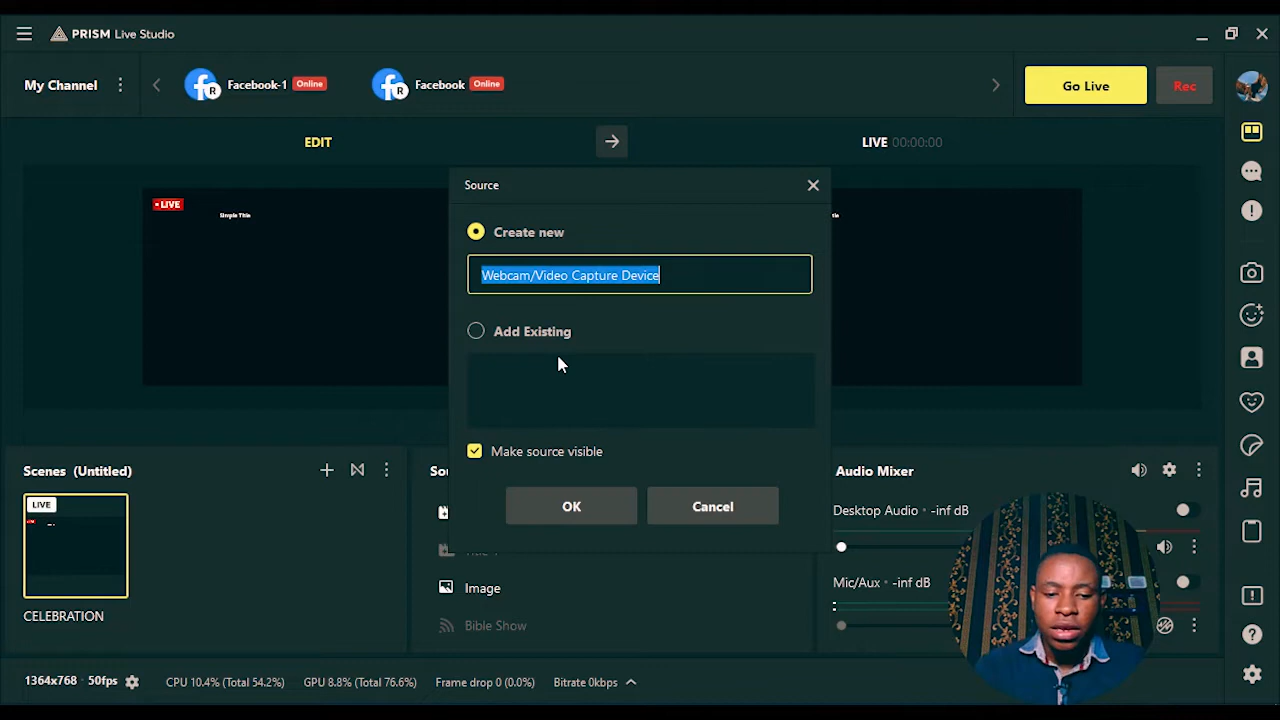 PRISM Live Studio
My Channel
Facebook-1 Online
Facebook Online
Go Live
Rec
EDIT
LIVE 00:00:00
LIVE
Simple Title
Source
Create new
Webcam/Video Capture Device
Add Existing
Make source visible
OK
Cancel
Scenes (Untitled)
LIVE
CELEBRATION
Image
Bible Show
Audio Mixer
Desktop Audio • -inf dB
Mic/Aux • -inf dB
1364x768 • 50fps
CPU 10.4% (Total 54.2%)
GPU 8.8% (Total 76.6%)
Frame drop 0 (0.0%)
Bitrate 0kbps